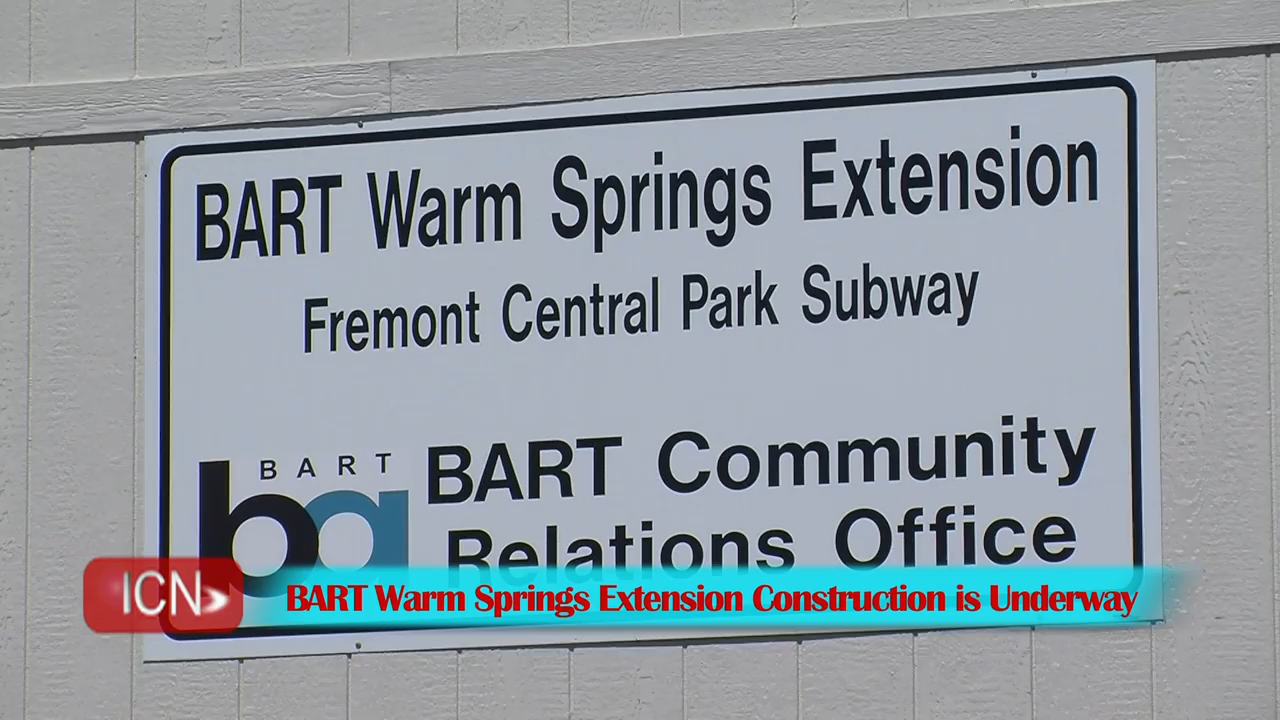 BART Warm Springs Extension
Fremont Central Park Subway
BART
ba
BART Community
Relations Office
ICN
BART Warm Springs Extension Construction is Underway